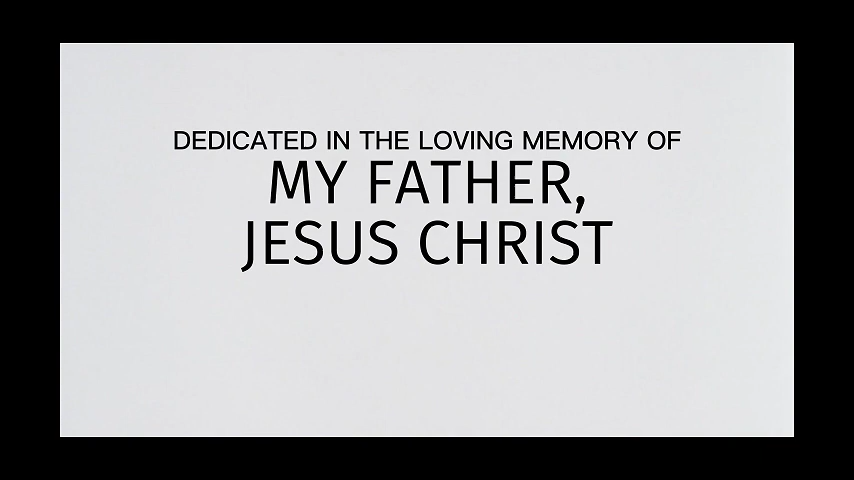 DEDICATED IN THE LOVING MEMORY OF
MY FATHER,
JESUS CHRIST